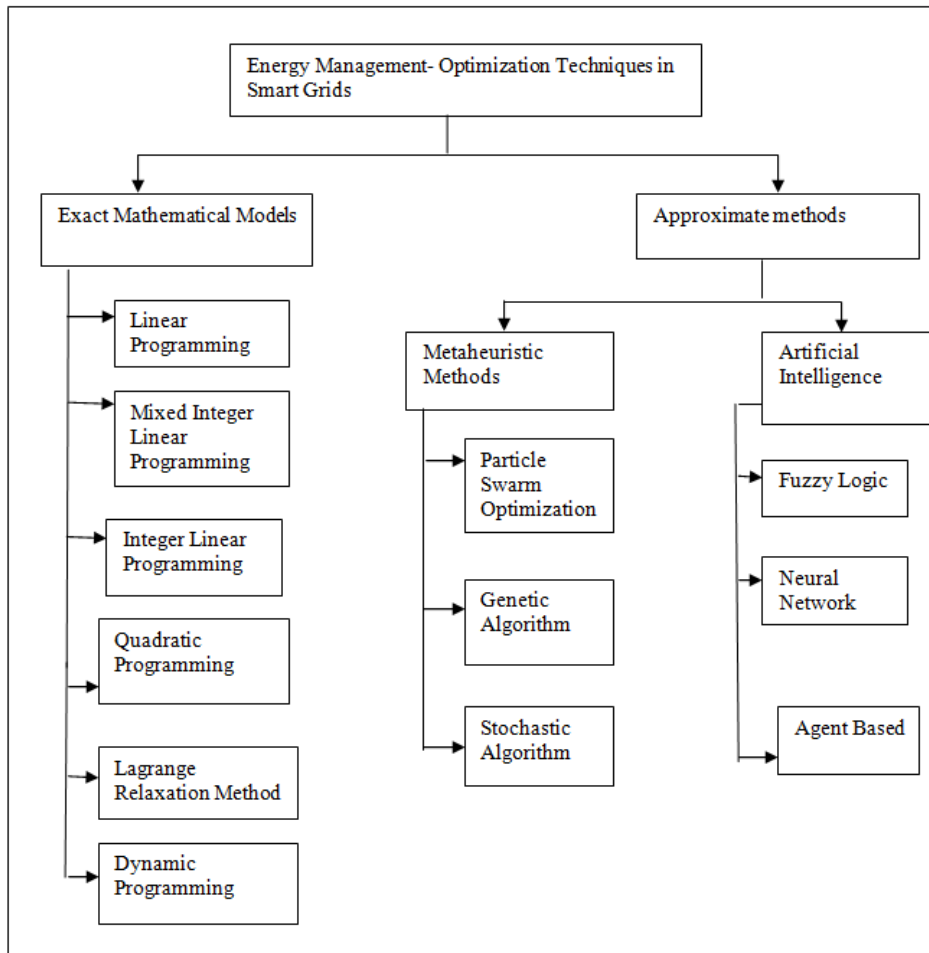 Energy Management- Optimization Techniques in
Smart Grids
Exact Mathematical Models
Approximate methods
Linear
Programming
Mixed Integer
Linear
Programming
Integer Linear
Programming
Quadratic
Programming
Lagrange
Relaxation Method
Dynamic
Programming
Metaheuristic
Methods
Particle
Swarm
Optimization
Genetic
Algorithm
Stochastic
Algorithm
Artificial
Intelligence
Fuzzy Logic
Neural
Network
Agent Based